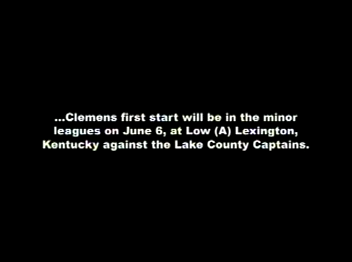 ...Clemens first start will be in the minor
leagues on June 6, at Low (A) Lexington,
Kentucky against the Lake County Captains.